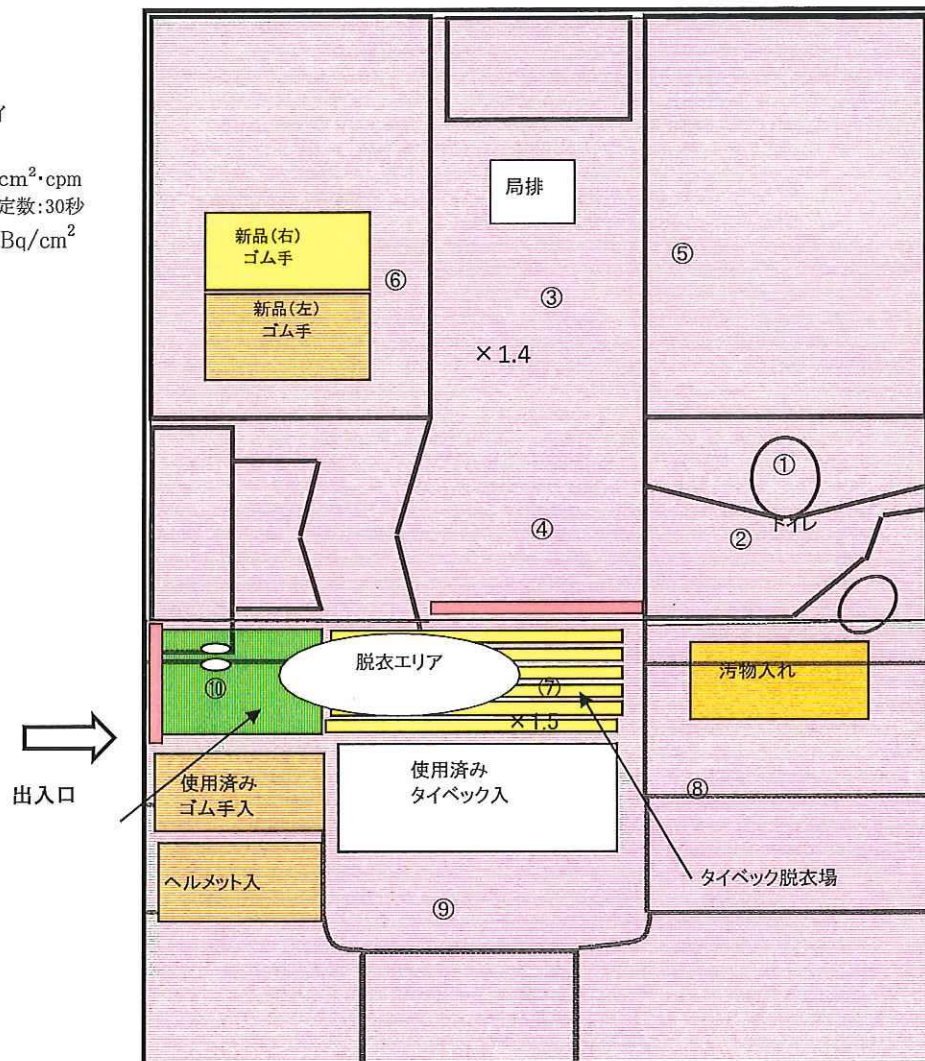 イ
cm²・cpm
定数:30秒
Bq/cm²
局排
新品(右)
ゴム手
新品(左)
ゴム手
⑥
③
⑤
×1.4
①
④
②
トイレ
脱衣エリア
⑦
×1.5
⑩
汚物入れ
出入口
使用済み
ゴム手入
使用済み
タイベック入
⑧
ヘルメット入
タイベック脱衣場
⑨